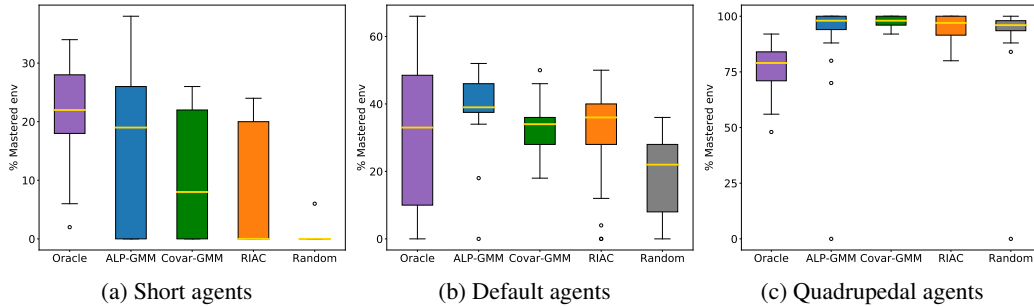 % Mastered env
30
20
10
0
Oracle ALP-GMM Covar-GMM RIAC Random
(a) Short agents
% Mastered env
60
40
20
0
Oracle ALP-GMM Covar-GMM RIAC Random
(b) Default agents
% Mastered env
100
75
50
25
0
Oracle ALP-GMM Covar-GMM RIAC Random
(c) Quadrupedal agents